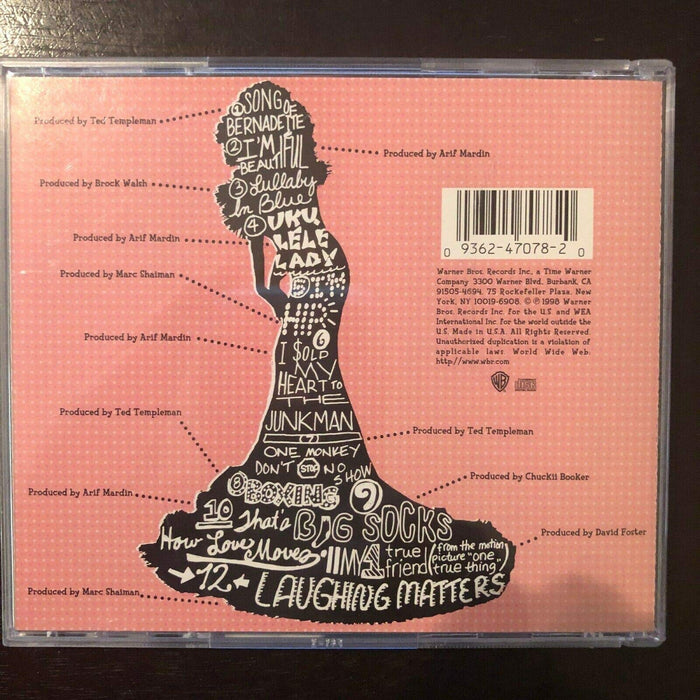 ① SONG OF
BERNADETTE
② I'M
BEAUTIFUL
③ Lullaby
In Blue
④ UKU
LELE
LADY
HIP
⑥
I $OLD
MY
HEART TO
THE
JUNKMAN
⑦
ONE MONKEY
DON'T STOP NO
SHOW
⑧ BOXING
⑨ BIG SOCKS
10 That's
How Love
Moves
11 MY 1 true
friend (from the motion
picture "one
true thing")
→12←
LAUGHING MATTERS
Produced by Ted Templeman
Produced by Arif Mardin
Produced by Brock Walsh
Produced by Arif Mardin
Produced by Marc Shaiman
Produced by Arif Mardin
Produced by Ted Templeman
Produced by Ted Templeman
Produced by Chuckii Booker
Produced by Arif Mardin
Produced by David Foster
Produced by Marc Shaiman
0 9362-47078-2 0
Warner Bros. Records Inc., a Time Warner
Company 3300 Warner Blvd., Burbank, CA
91505-4694. 75 Rockefeller Plaza, New
York, NY 10019-6908. © ℗ 1998 Warner
Bros. Records Inc. for the U.S. and WEA
International Inc. for the world outside the
U.S. Made in U.S.A. All Rights Reserved.
Unauthorized duplication is a violation of
applicable laws. World Wide Web:
http://www.wbr.com
WB